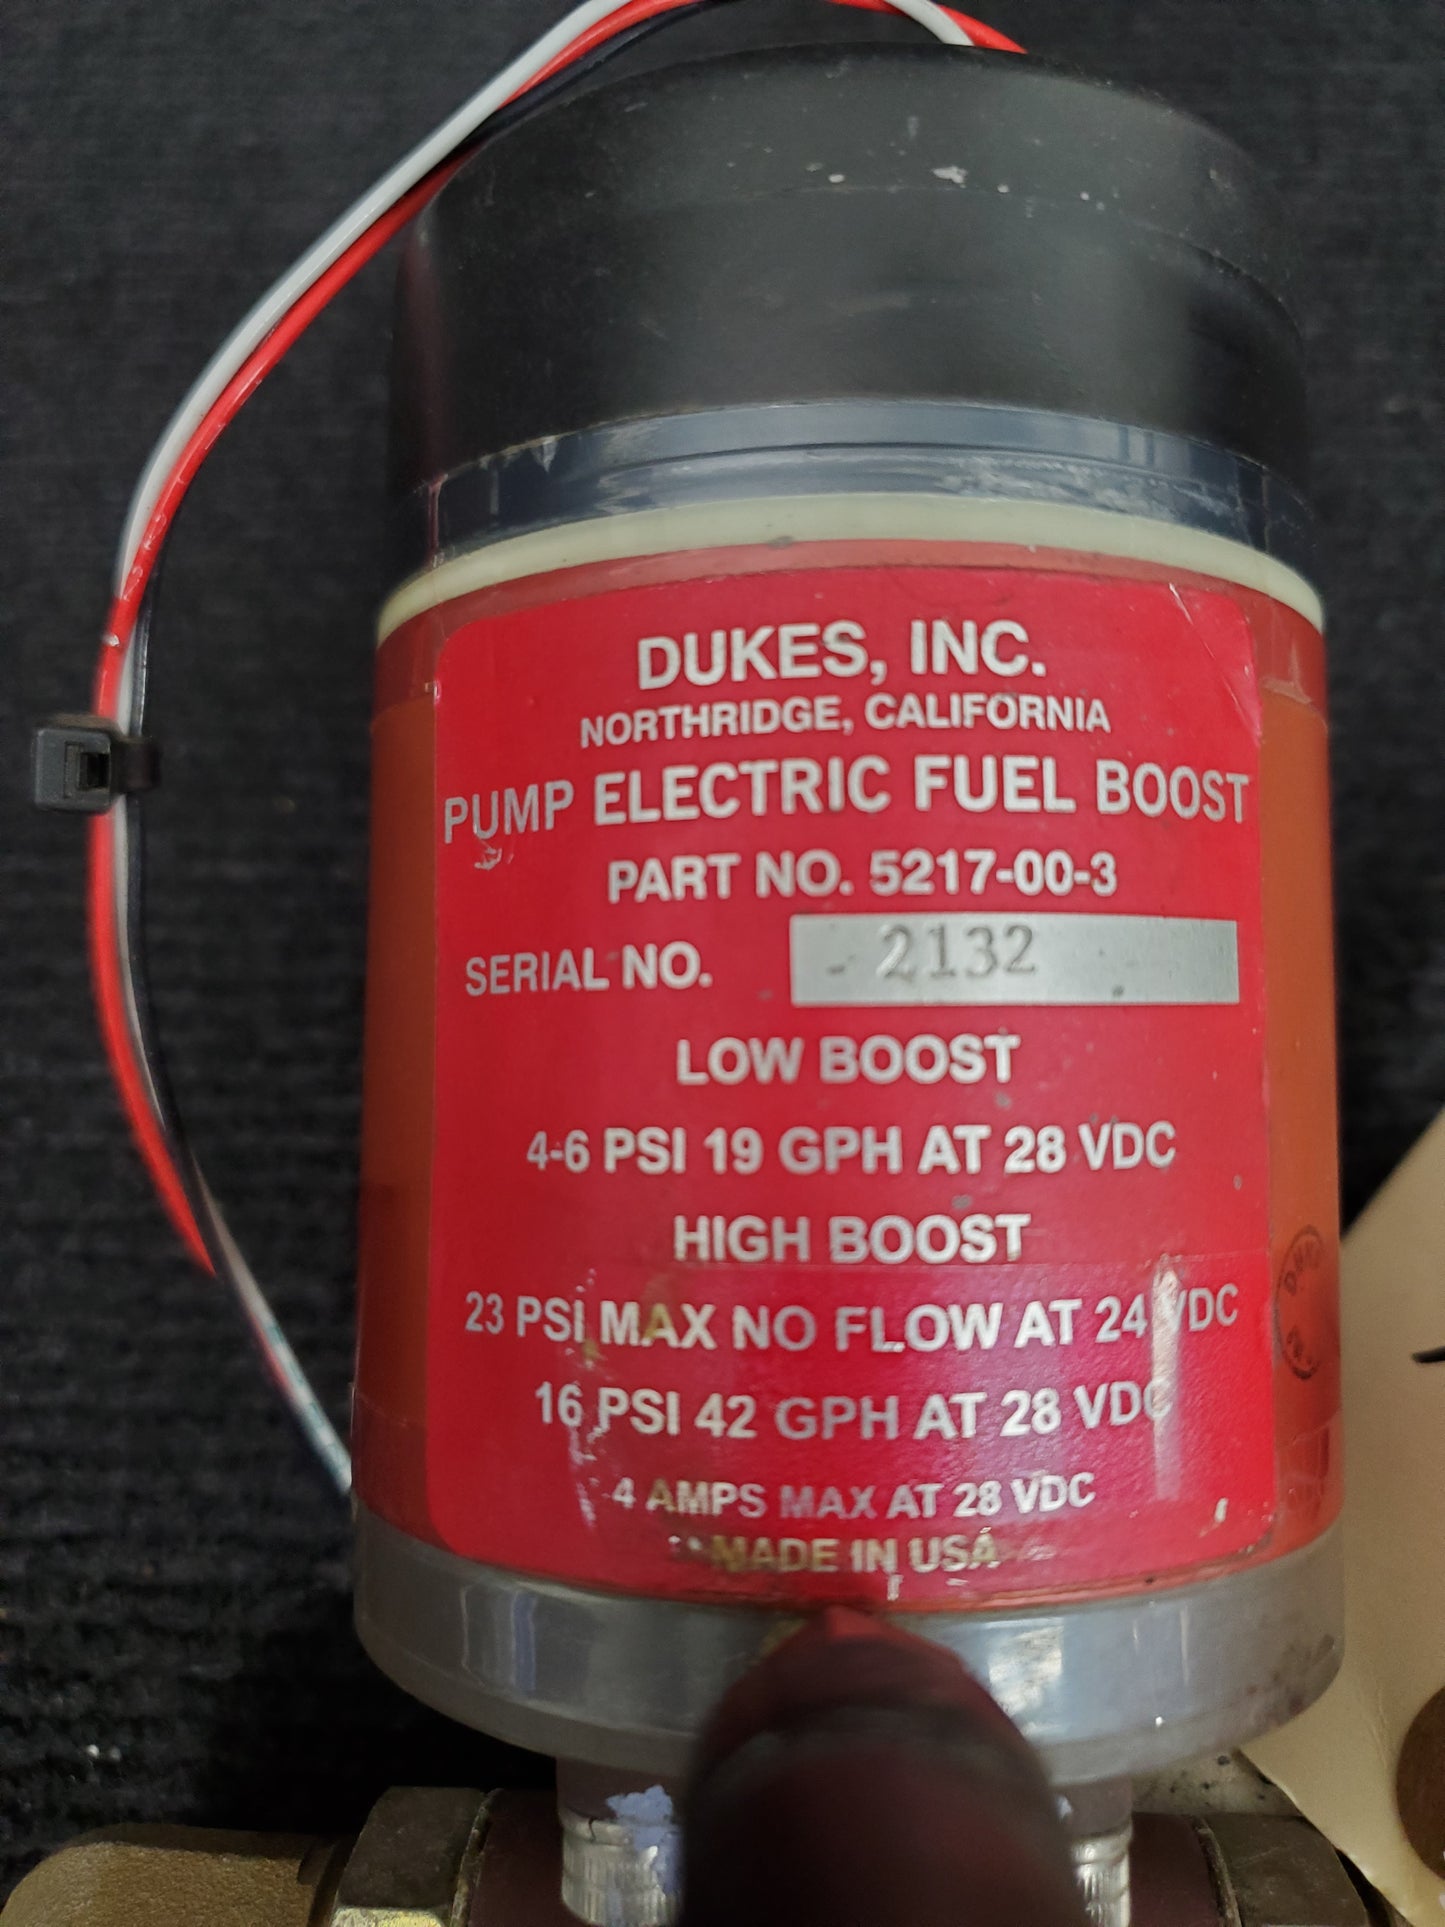 DUKES, INC.
NORTHRIDGE, CALIFORNIA
PUMP ELECTRIC FUEL BOOST
PART NO. 5217-00-3
SERIAL NO. 2132
LOW BOOST
4-6 PSI 19 GPH AT 28 VDC
HIGH BOOST
23 PSI MAX NO FLOW AT 24 VDC
16 PSI 42 GPH AT 28 VDC
4 AMPS MAX AT 28 VDC
MADE IN USA